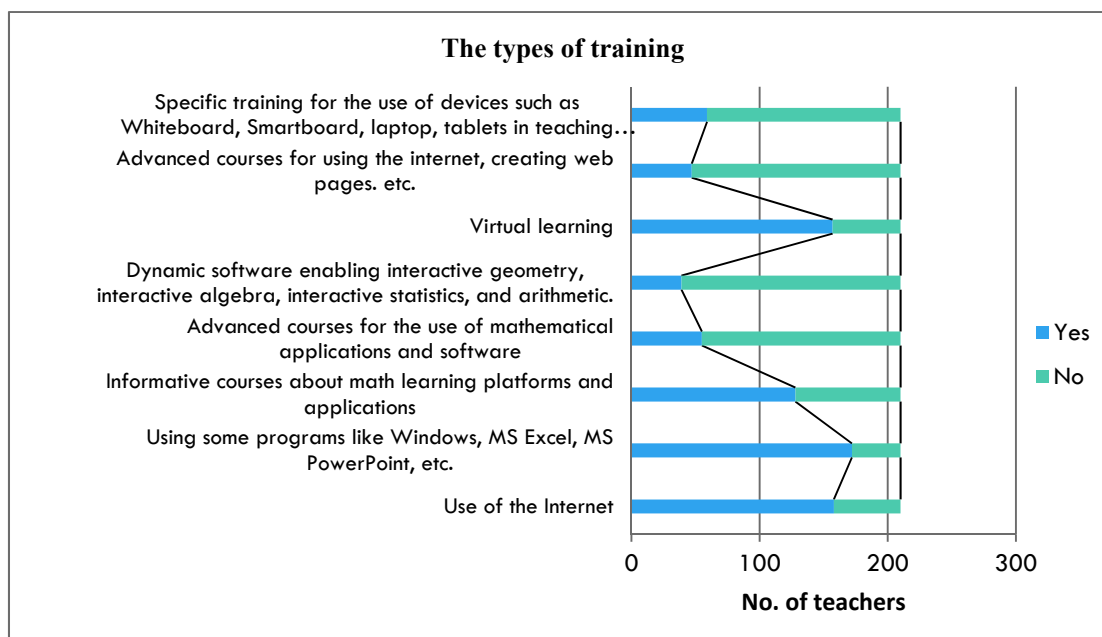 The types of training
Specific training for the use of devices such as
Whiteboard, Smartboard, laptop, tablets in teaching…
Advanced courses for using the internet, creating web
pages. etc.
Virtual learning
Dynamic software enabling interactive geometry,
interactive algebra, interactive statistics, and arithmetic.
Advanced courses for the use of mathematical
applications and software
Informative courses about math learning platforms and
applications
Using some programs like Windows, MS Excel, MS
PowerPoint, etc.
Use of the Internet
Yes
No
0 100 200 300
No. of teachers